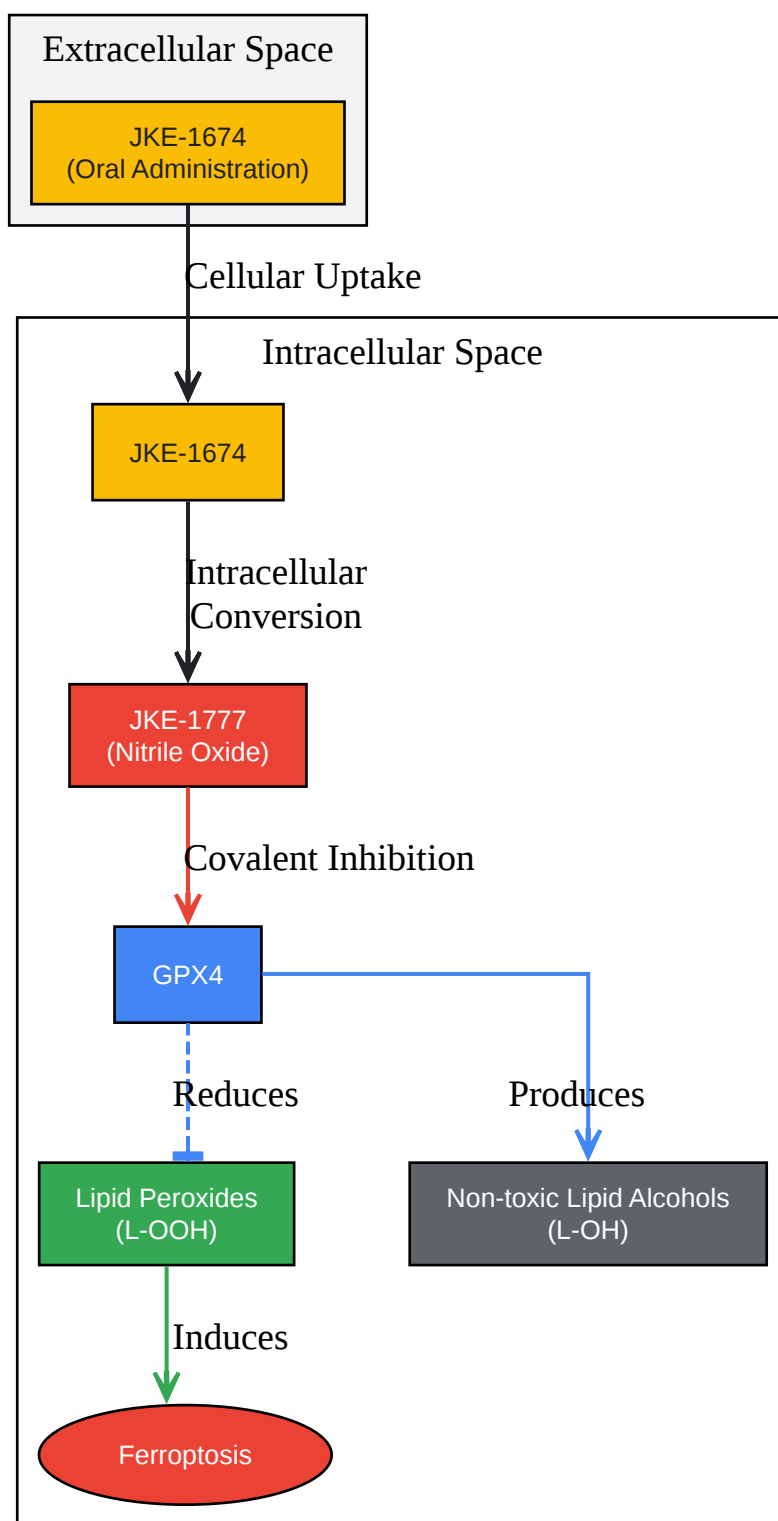 Extracellular Space
JKE-1674
(Oral Administration)
Cellular Uptake
Intracellular Space
JKE-1674
Intracellular
Conversion
JKE-1777
(Nitrile Oxide)
Covalent Inhibition
GPX4
Reduces
Produces
Lipid Peroxides
(L-OOH)
Non-toxic Lipid Alcohols
(L-OH)
Induces
Ferroptosis